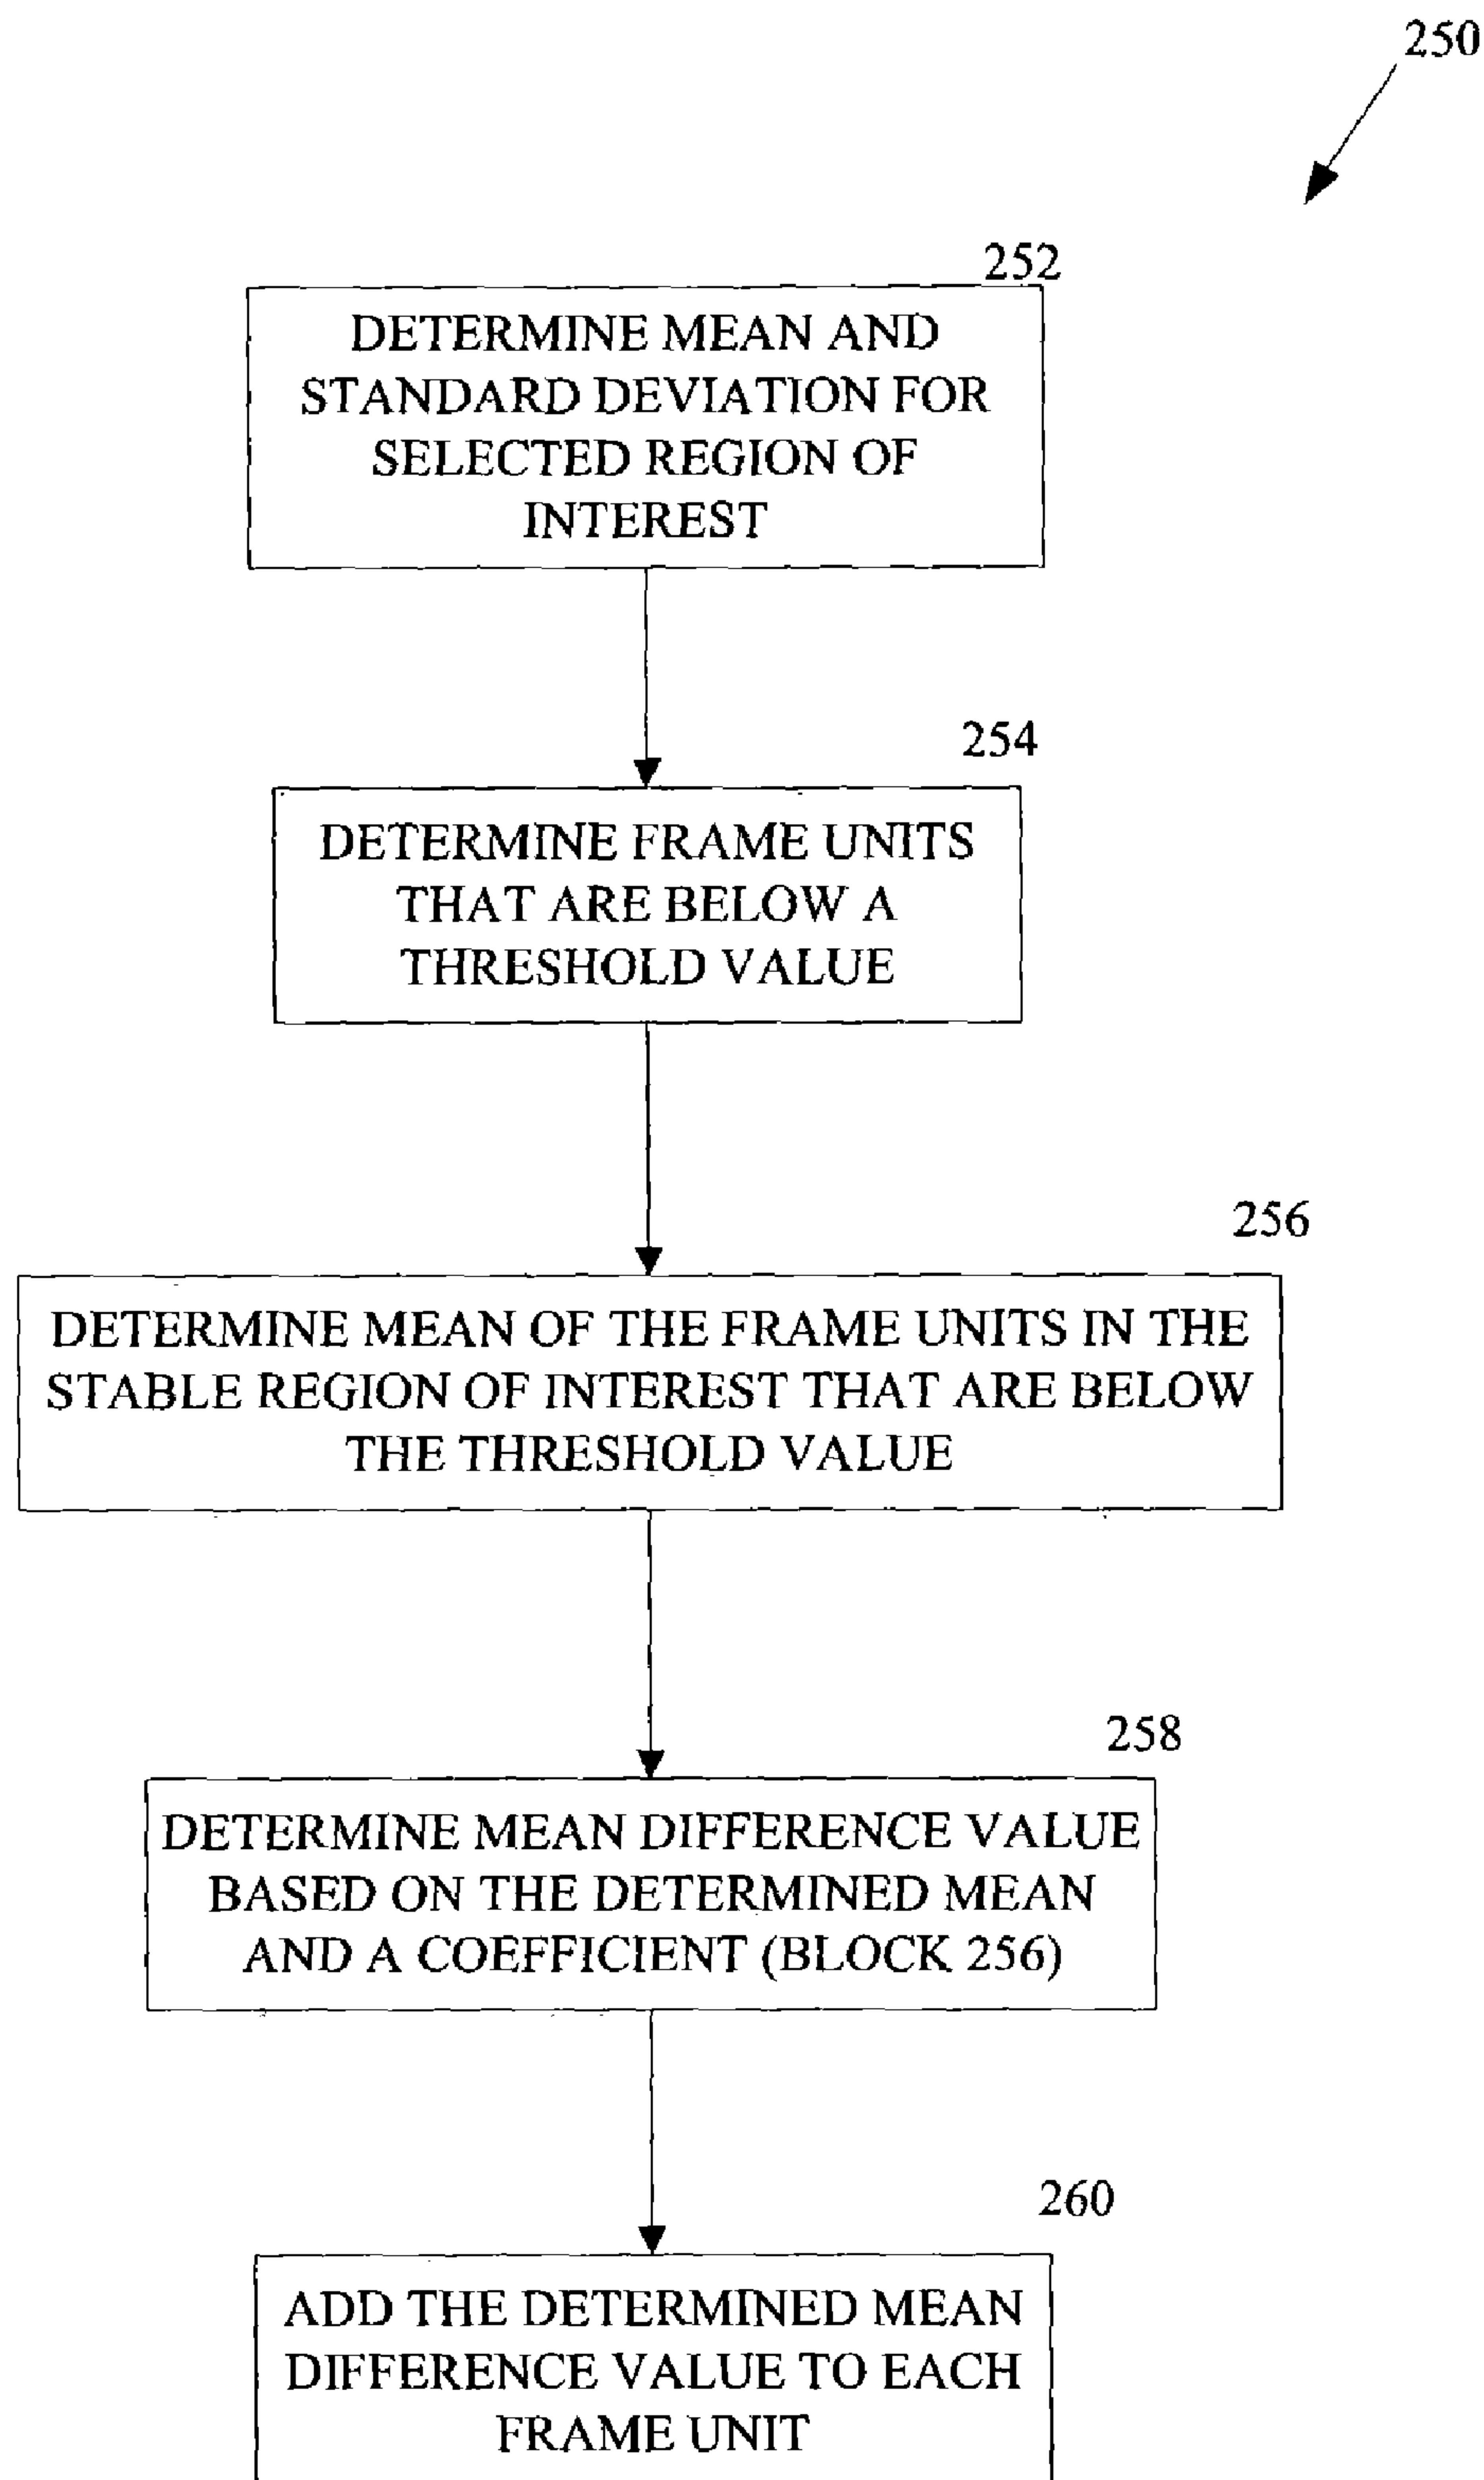 250
252
DETERMINE MEAN AND
STANDARD DEVIATION FOR
SELECTED REGION OF
INTEREST
254
DETERMINE FRAME UNITS
THAT ARE BELOW A
THRESHOLD VALUE
256
DETERMINE MEAN OF THE FRAME UNITS IN THE
STABLE REGION OF INTEREST THAT ARE BELOW
THE THRESHOLD VALUE
258
DETERMINE MEAN DIFFERENCE VALUE
BASED ON THE DETERMINED MEAN
AND A COEFFICIENT (BLOCK 256)
260
ADD THE DETERMINED MEAN
DIFFERENCE VALUE TO EACH
FRAME UNIT